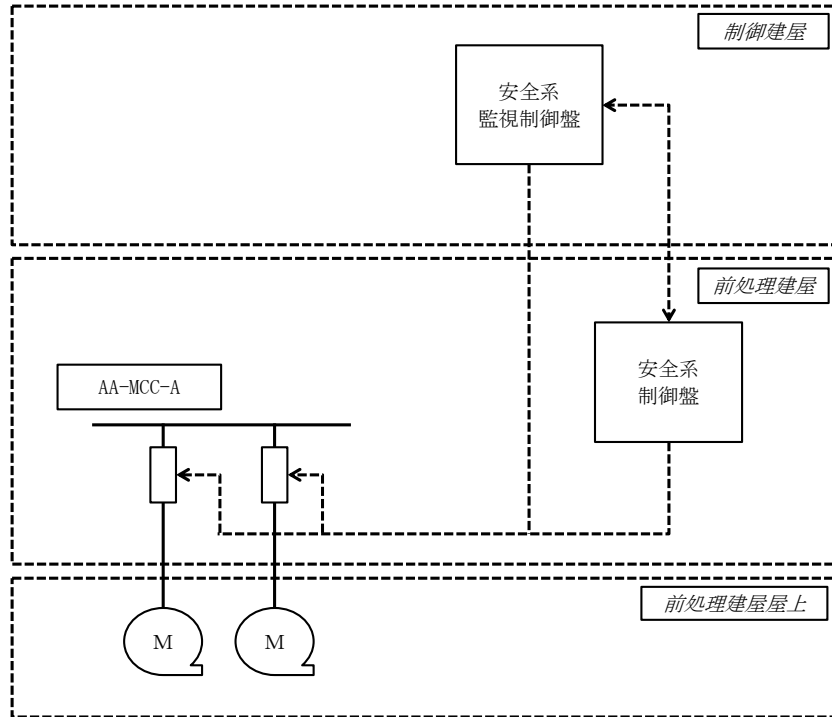 制御建屋
安全系
監視制御盤
前処理建屋
安全系
制御盤
AA-MCC-A
前処理建屋屋上
M
M